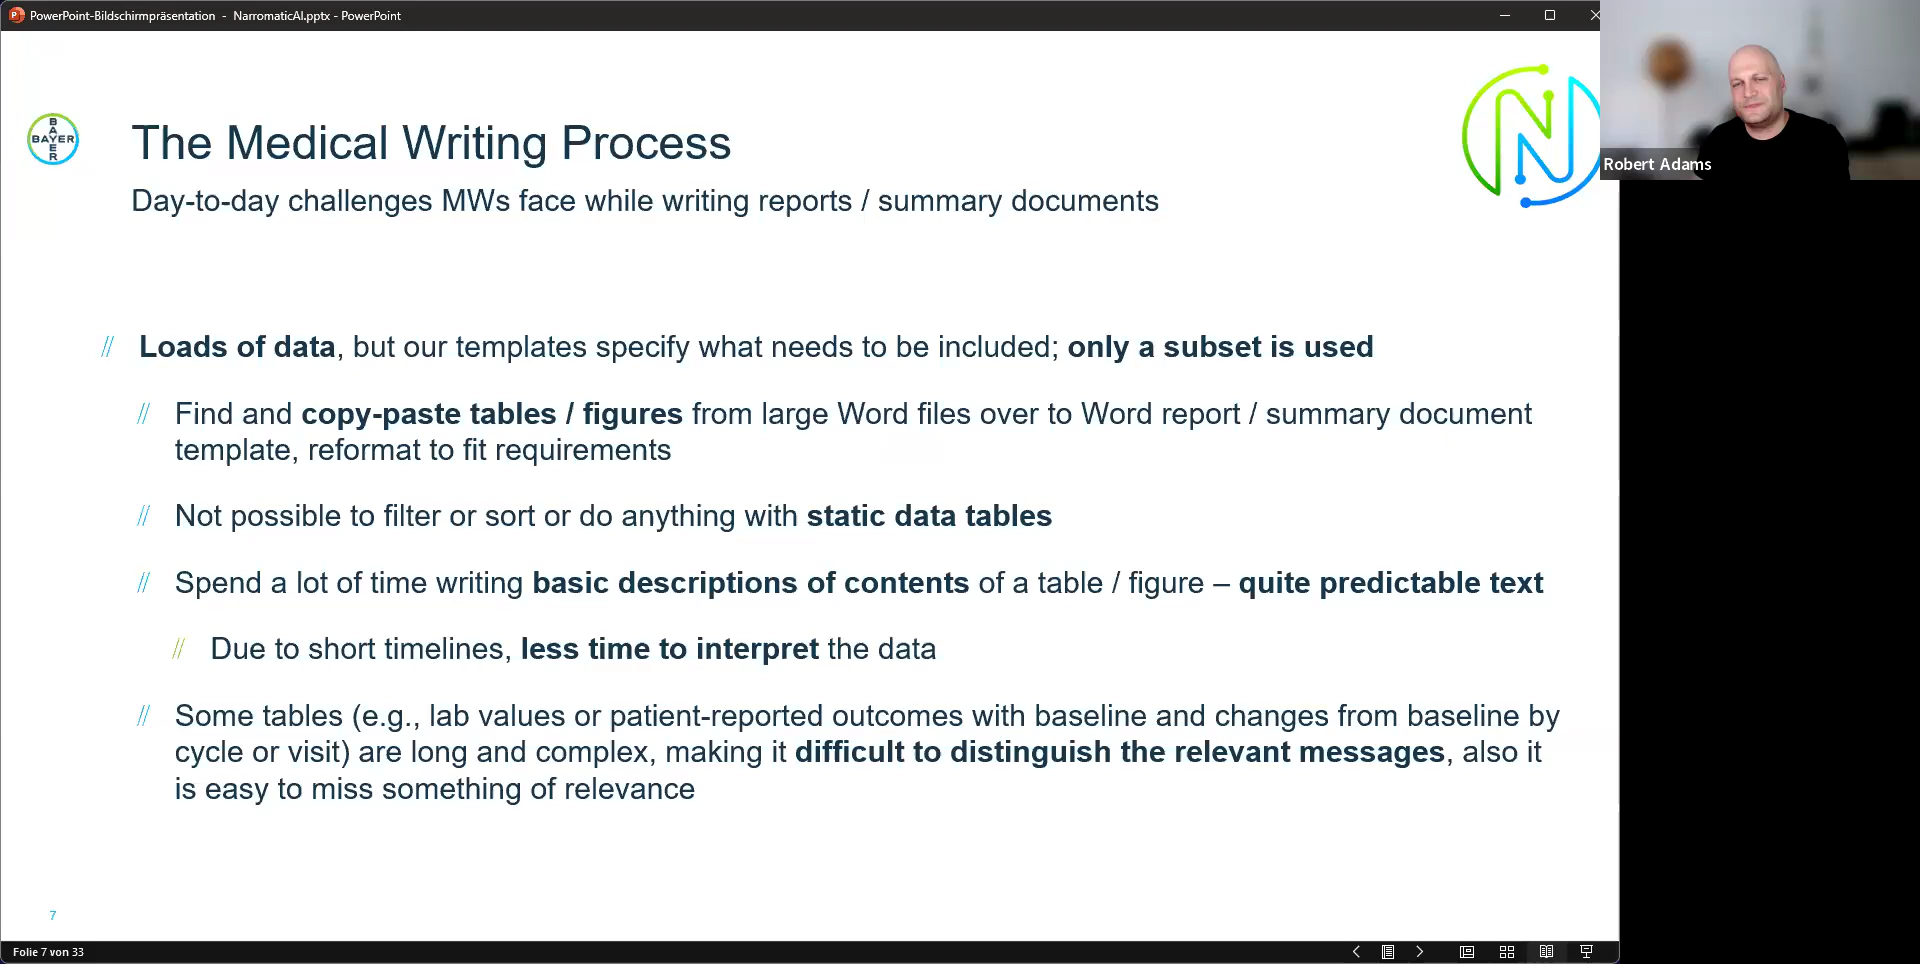 PowerPoint-Bildschirmpräsentation - NarromaticAI.pptx - PowerPoint
BAYER
BAYER
The Medical Writing Process
Day-to-day challenges MWs face while writing reports / summary documents
N
Robert Adams
// Loads of data, but our templates specify what needs to be included; only a subset is used
// Find and copy-paste tables / figures from large Word files over to Word report / summary document
template, reformat to fit requirements
// Not possible to filter or sort or do anything with static data tables
// Spend a lot of time writing basic descriptions of contents of a table / figure – quite predictable text
// Due to short timelines, less time to interpret the data
// Some tables (e.g., lab values or patient-reported outcomes with baseline and changes from baseline by
cycle or visit) are long and complex, making it difficult to distinguish the relevant messages, also it
is easy to miss something of relevance
7
Folie 7 von 33